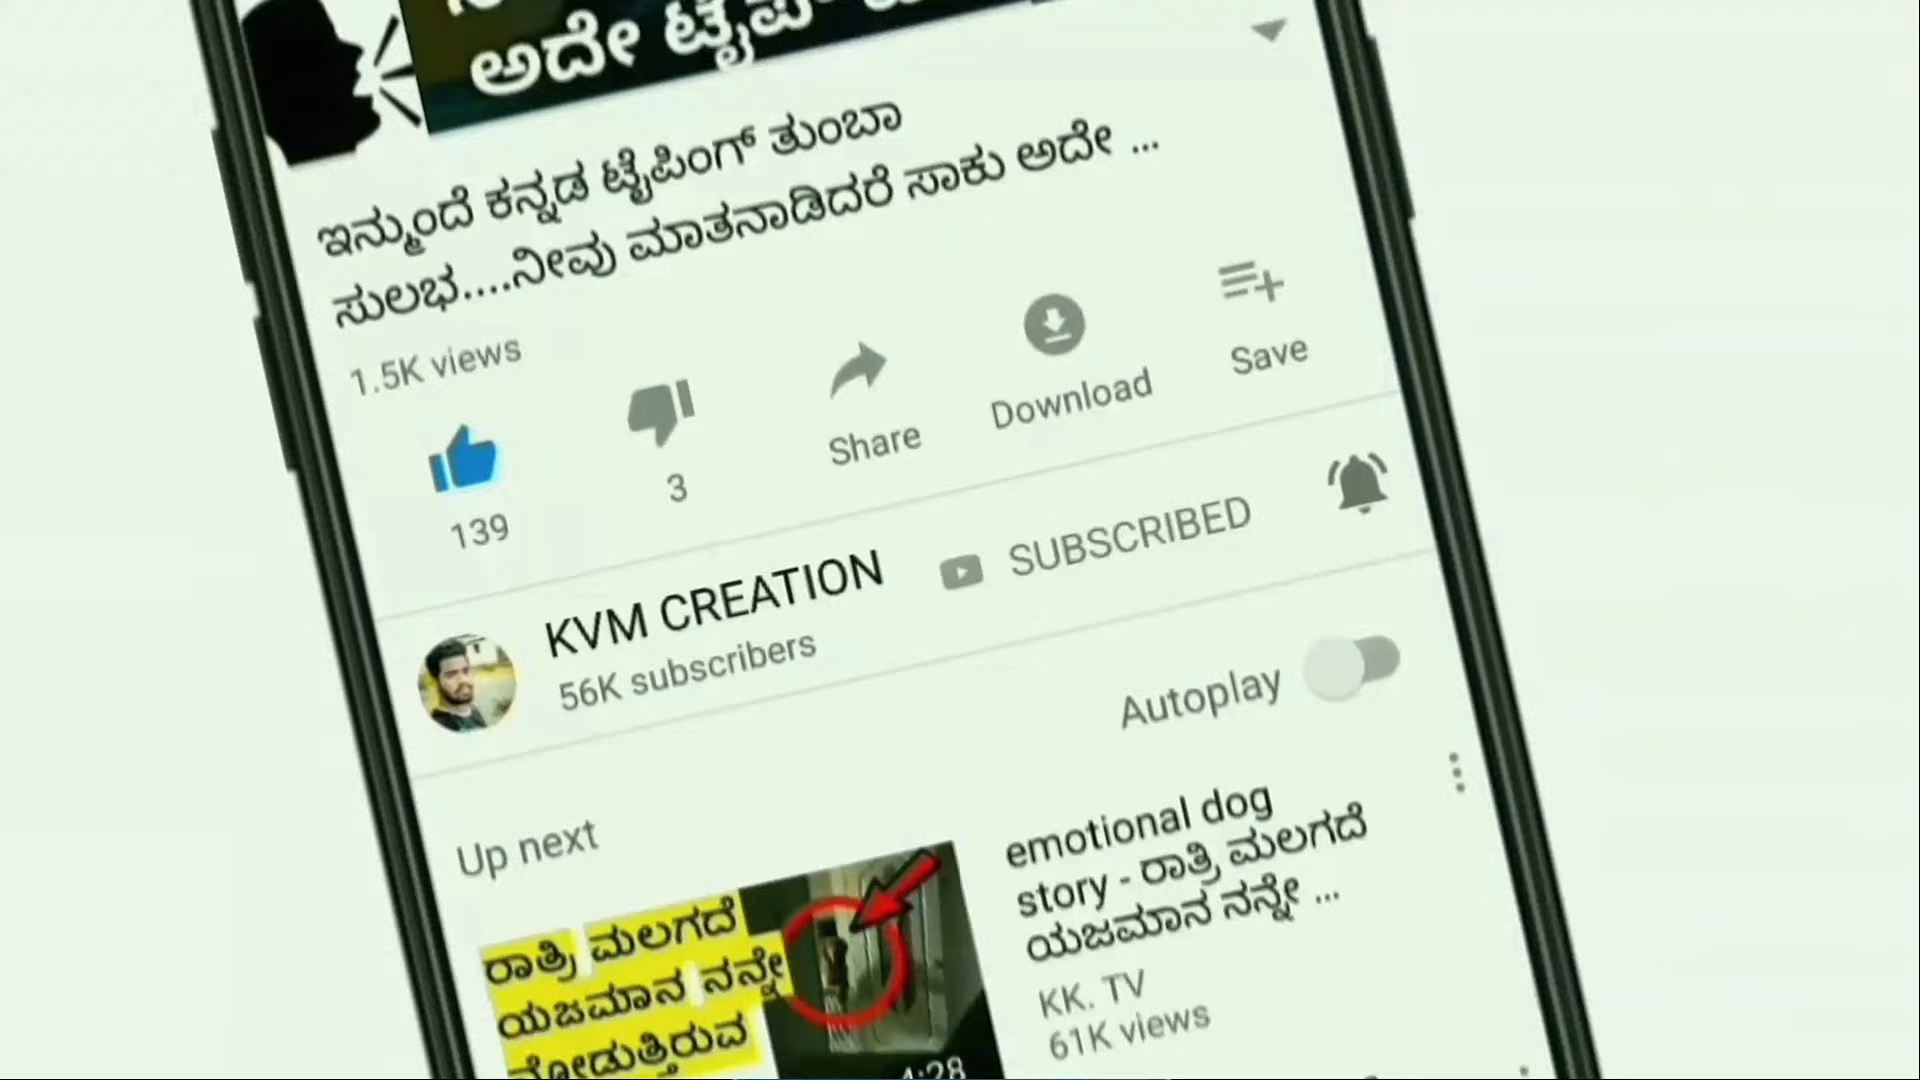 ಅದೇ ಟೈಪ್
ಇನ್ಮುಂದೆ ಕನ್ನಡ ಟೈಪಿಂಗ್ ತುಂಬಾ
ಸುಲಭ....ನೀವು ಮಾತನಾಡಿದರೆ ಸಾಕು ಅದೇ ...
1.5K views
139
3
Share
Download
Save
KVM CREATION
56K subscribers
SUBSCRIBED
Autoplay
Up next
ರಾತ್ರಿ ಮಲಗದೆ
ಯಜಮಾನ ನನ್ನೇ
ನೋಡುತ್ತಿರುವ
4:28
emotional dog
story - ರಾತ್ರಿ ಮಲಗದೆ
ಯಜಮಾನ ನನ್ನೇ ...
KK. TV
61K views